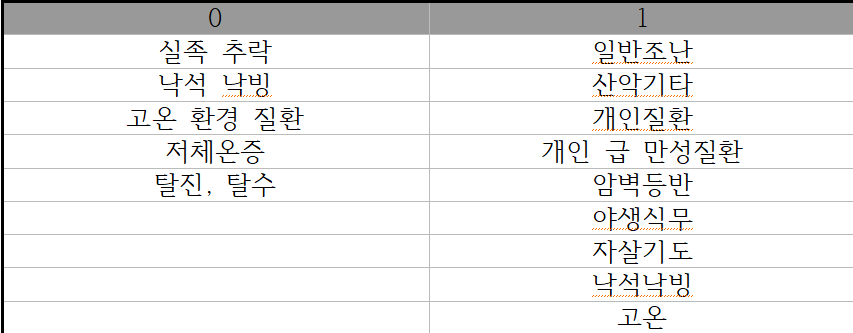 0 1
실족 추락 일반조난
낙석 낙빙 산악기타
고온 환경 질환 개인질환
저체온증 개인 급 만성질환
탈진, 탈수 암벽등반
야생식무
자살기도
낙석낙빙
고온